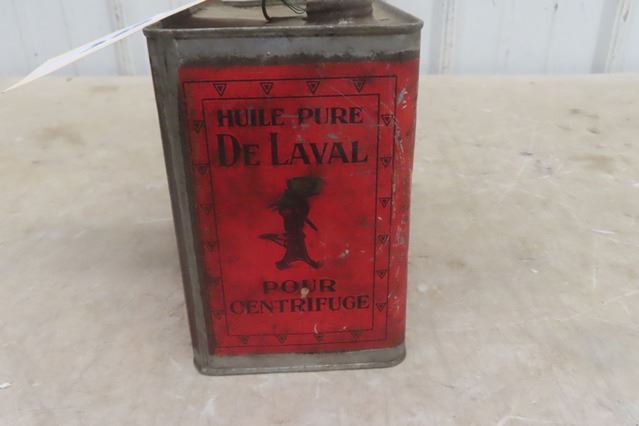 HUILE PURE
DE LAVAL
POUR
CENTRIFUGE